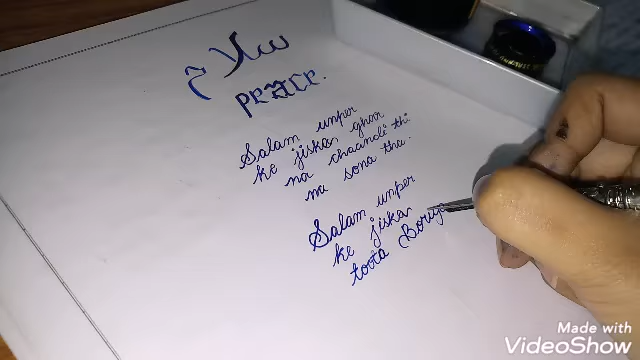 سلام
peace.
Salam unper
ke jiska ghar
na chaandi thi
na sona tha.
Salam unper
ke jiska
toota Boriya
Made with
VideoShow